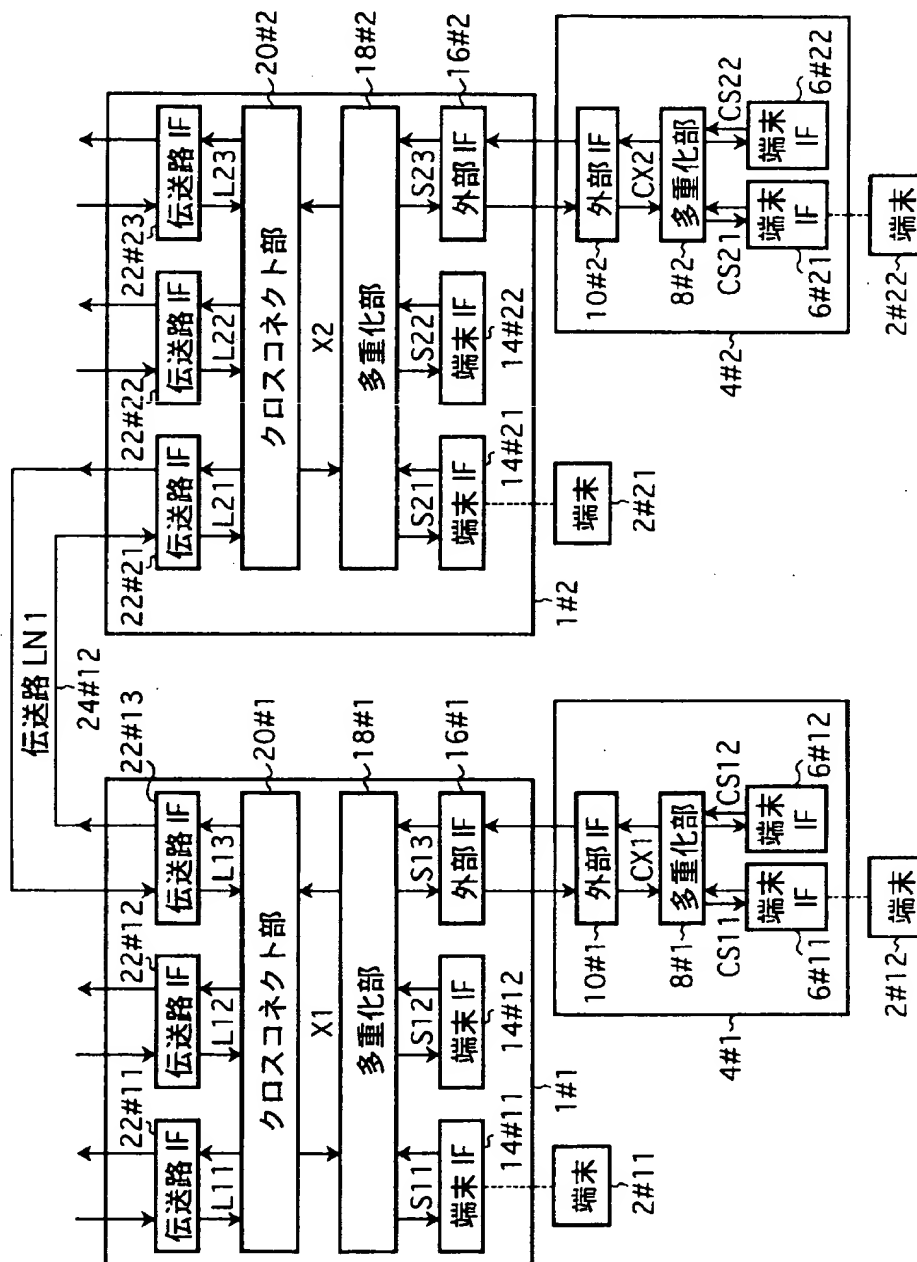 伝送路 LN1
24#12
22#11
伝送路 IF
22#12
伝送路 IF
22#13
伝送路 IF
L11
L12
L13
クロスコネクト部
20#1
X1
多重化部
18#1
S11
S12
S13
端末 IF
14#11
端末 IF
14#12
外部 IF
16#1
1#1
端末
2#11
外部 IF
10#1
CX1
多重化部
8#1
CS11
CS12
端末
IF
6#11
端末
IF
6#12
4#1
端末
2#12
22#21
伝送路 IF
22#22
伝送路 IF
22#23
伝送路 IF
L21
L22
L23
クロスコネクト部
20#2
X2
多重化部
18#2
S21
S22
S23
端末 IF
14#21
端末 IF
14#22
外部 IF
16#2
1#2
端末
2#21
外部 IF
10#2
CX2
多重化部
8#2
CS21
CS22
端末
IF
6#21
端末
IF
6#22
4#2
端末
2#22